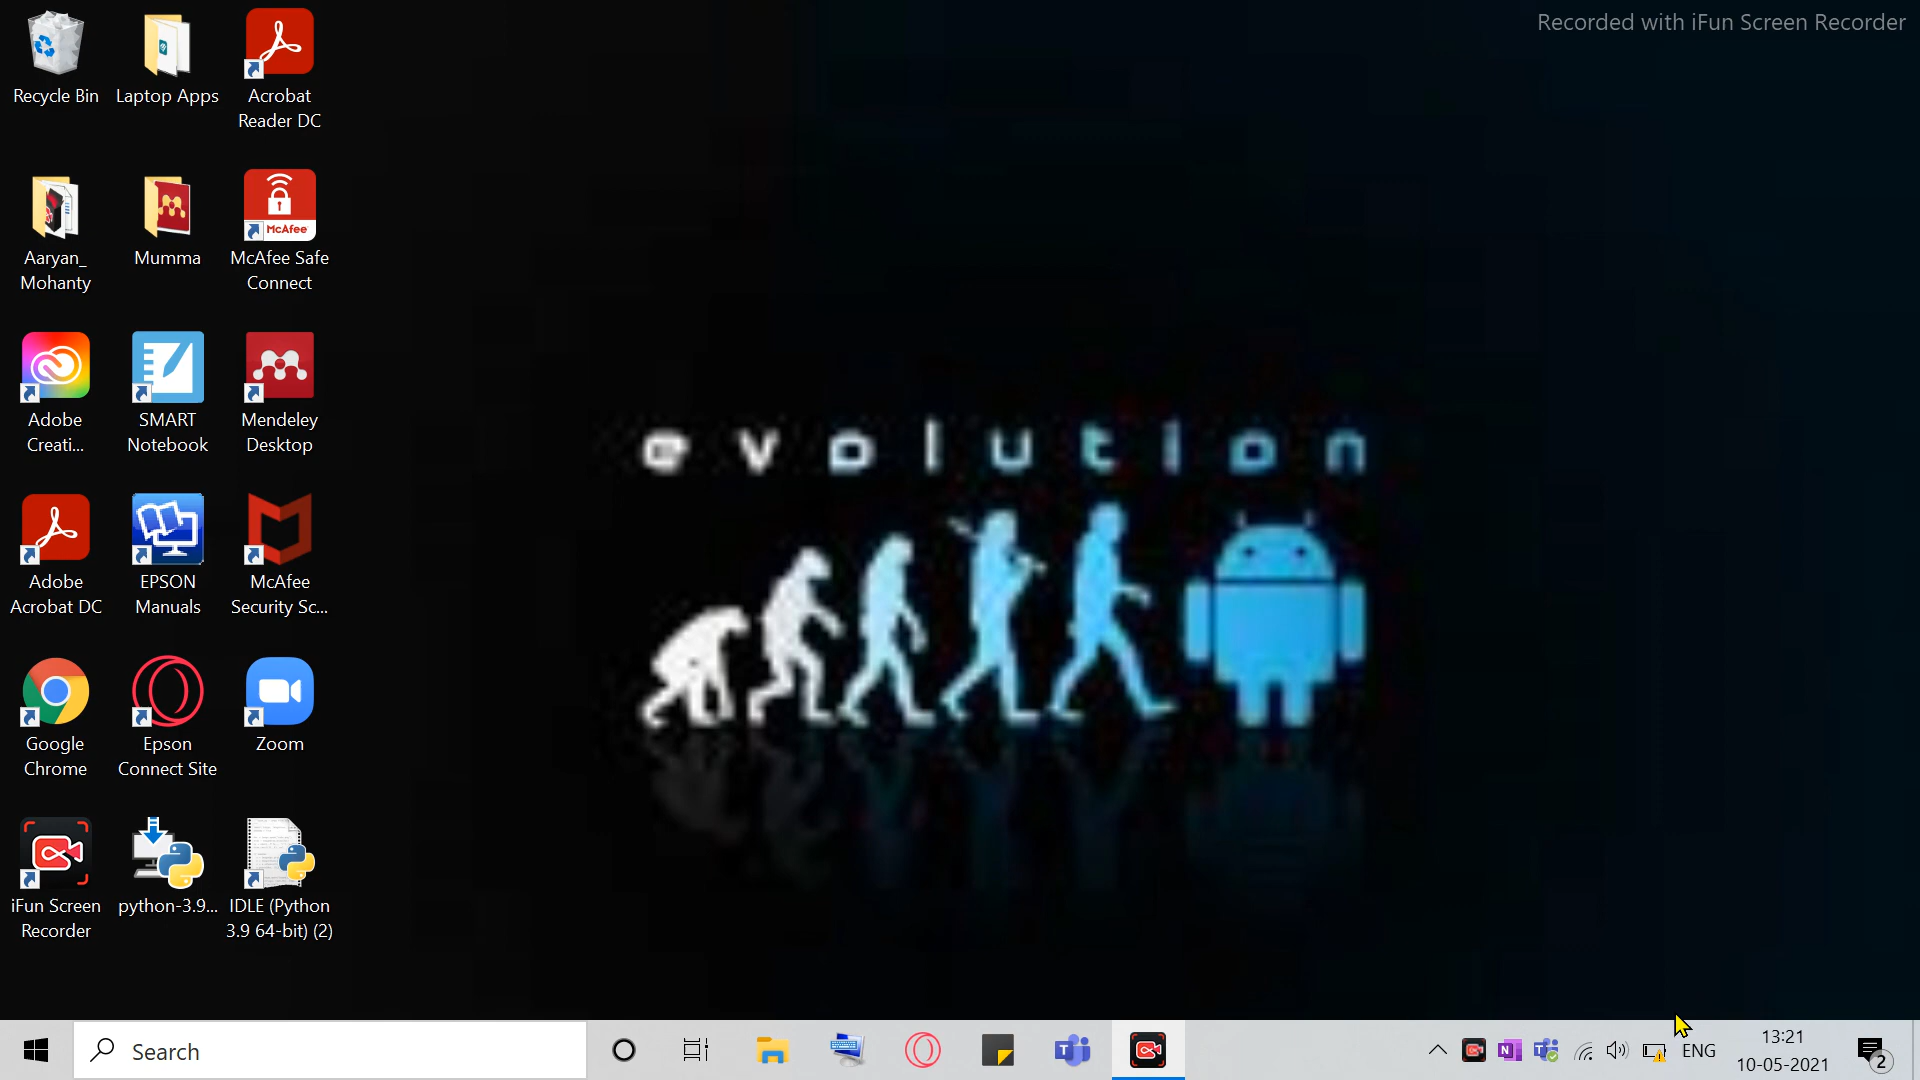 Recorded with iFun Screen Recorder
Recycle Bin
Laptop Apps
Acrobat
Reader DC
Aaryan_
Mohanty
Mumma
McAfee
McAfee Safe
Connect
Adobe
Creati...
SMART
Notebook
Mendeley
Desktop
Adobe
Acrobat DC
EPSON
Manuals
McAfee
Security Sc...
Google
Chrome
Epson
Connect Site
Zoom
iFun Screen
Recorder
python-3.9...
IDLE (Python
3.9 64-bit) (2)
evolution
Search
ENG
13:21
10-05-2021
2